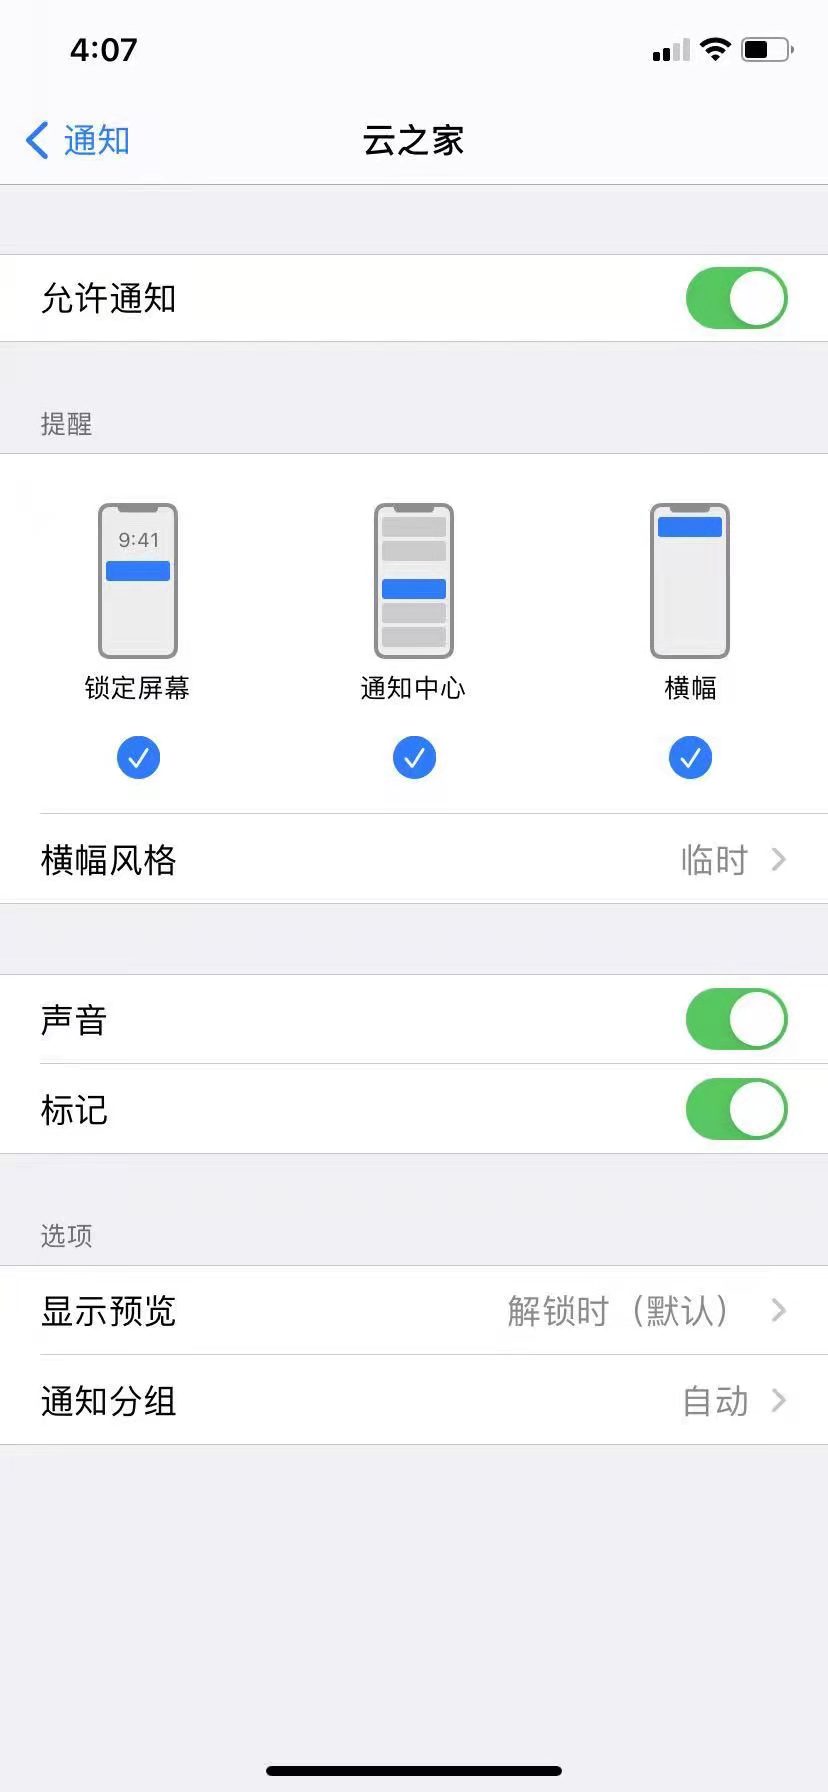 4:07
通知
云之家
允许通知
提醒
9:41
锁定屏幕
通知中心
横幅
横幅风格 临时
声音
标记
选项
显示预览 解锁时（默认）
通知分组 自动